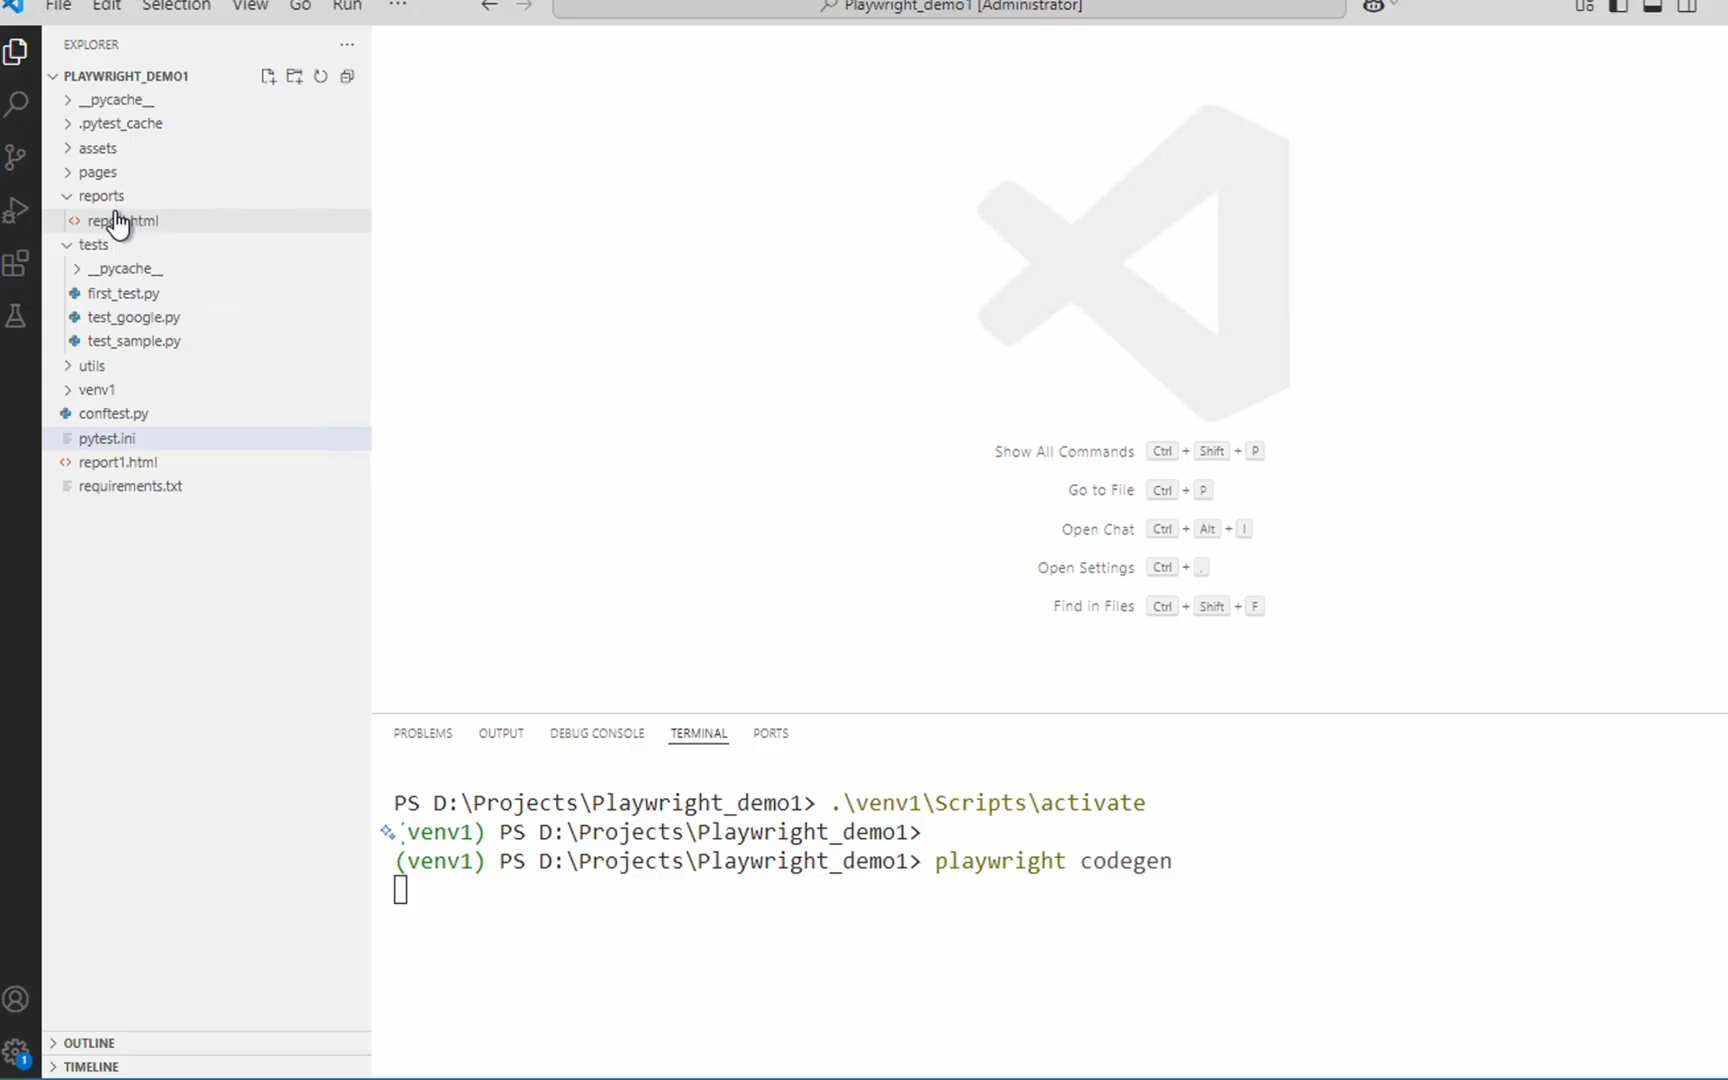 File Edit Selection View Go Run ···
Playwright_demo1 [Administrator]
EXPLORER ···
PLAYWRIGHT_DEMO1
__pycache__
.pytest_cache
assets
pages
reports
tests
__pycache__
first_test.py
test_google.py
test_sample.py
utils
venv1
conftest.py
pytest.ini
report1.html
requirements.txt
OUTLINE
TIMELINE
1
Show All Commands Ctrl + Shift + P
Go to File Ctrl + P
Open Chat Ctrl + Alt + I
Open Settings Ctrl + ,
Find in Files Ctrl + Shift + F
PROBLEMS OUTPUT DEBUG CONSOLE TERMINAL PORTS
PS D:\Projects\Playwright_demo1> .\venv1\Scripts\activate
venv1) PS D:\Projects\Playwright_demo1>
(venv1) PS D:\Projects\Playwright_demo1> playwright codegen